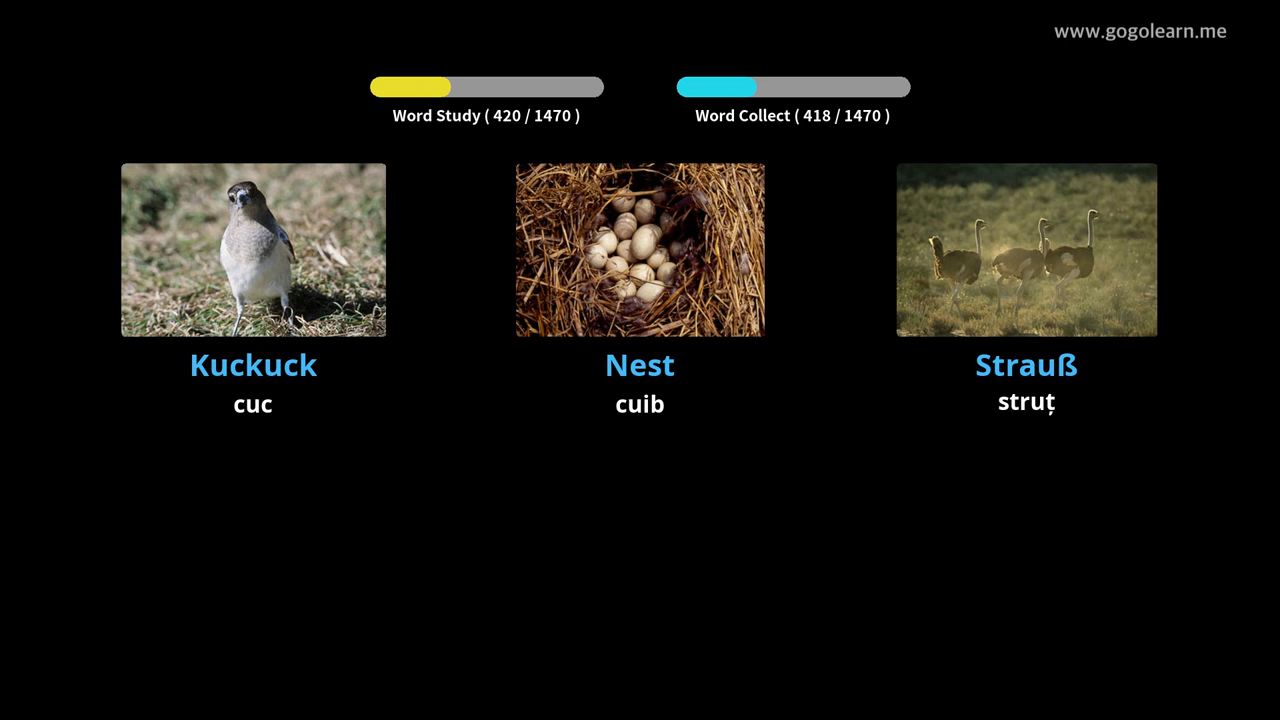 www.gogolearn.me
Word Study ( 420 / 1470 )
Word Collect ( 418 / 1470 )
Kuckuck
cuc
Nest
cuib
Strauß
struț